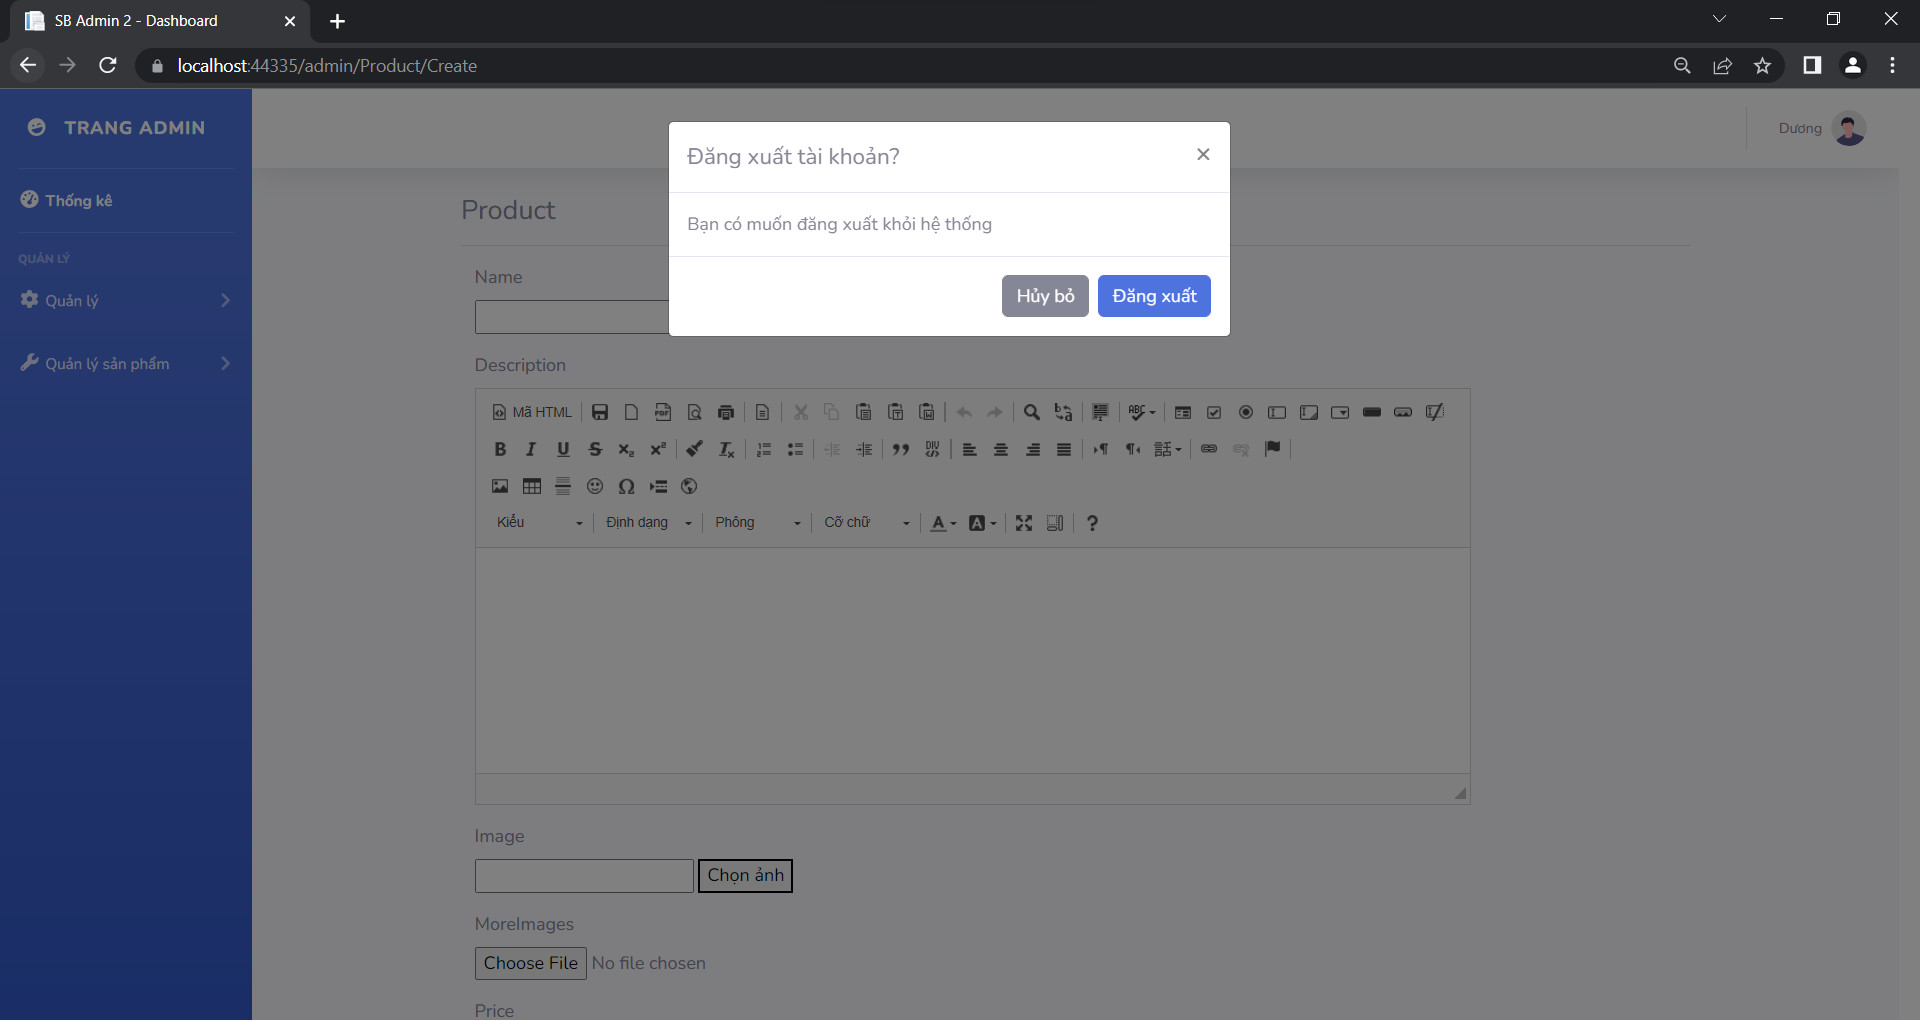 SB Admin 2 - Dashboard
localhost:44335/admin/Product/Create
TRANG ADMIN
Dương
Đăng xuất tài khoản?
Thống kê
Product
Bạn có muốn đăng xuất khỏi hệ thống
QUẢN LÝ
Name
Quản lý
Hủy bỏ
Đăng xuất
Quản lý sản phẩm
Description
Mã HTML
Kiểu
Định dạng
Phông
Cỡ chữ
Image
Chọn ảnh
MoreImages
Choose File No file chosen
Price